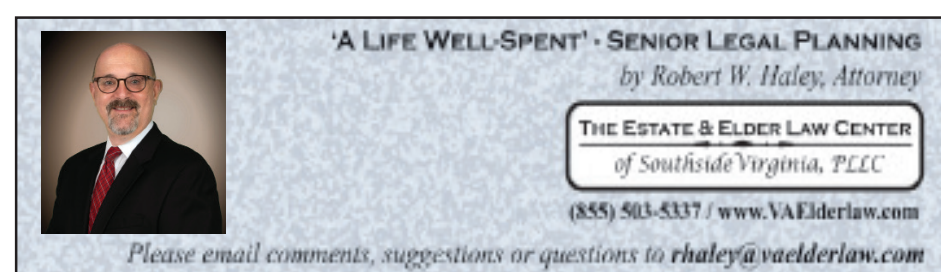 'A LIFE WELL-SPENT' - SENIOR LEGAL PLANNING
by Robert W. Haley, Attorney
THE ESTATE & ELDER LAW CENTER
of Southside Virginia, PLLC
(855) 503-5337 / www.VAElderlaw.com
Please email comments, suggestions or questions to rhaley@vaelderlaw.com